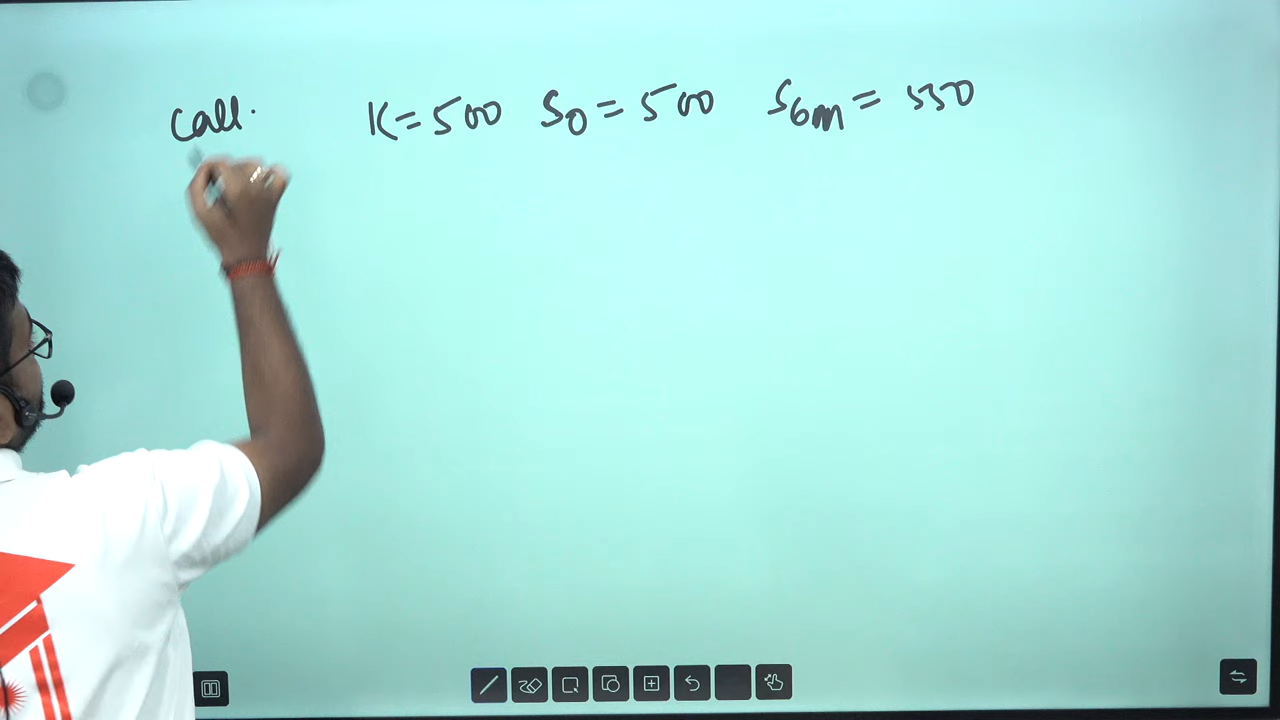 Call. K = 500 S₀ = 500 S₆ₘ = 550